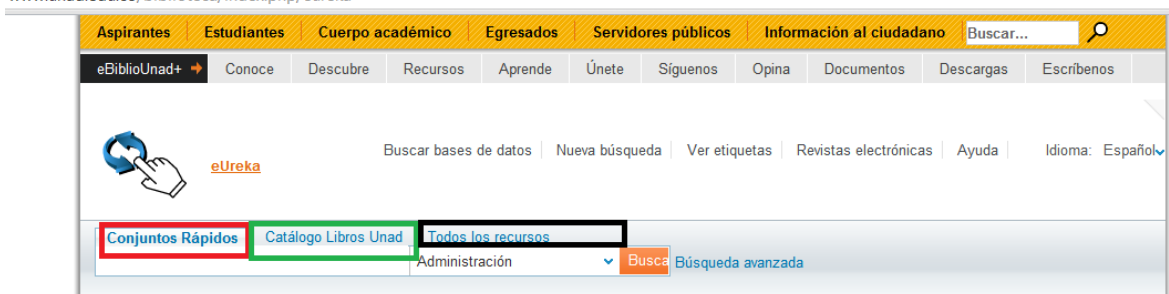 Aspirantes Estudiantes Cuerpo académico Egresados Servidores públicos Información al ciudadano Buscar...
eBiblioUnad+ Conoce Descubre Recursos Aprende Únete Síguenos Opina Documentos Descargas Escríbenos
eUreka Buscar bases de datos Nueva búsqueda Ver etiquetas Revistas electrónicas Ayuda Idioma: Español
Conjuntos Rápidos Catálogo Libros Unad Todos los recursos
Administración Busca Búsqueda avanzada